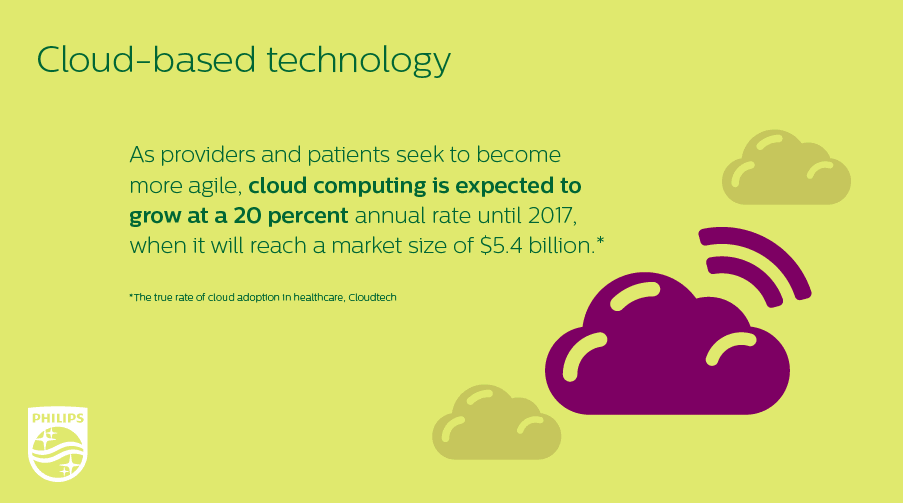 Cloud-based technology
As providers and patients seek to become
more agile, cloud computing is expected to
grow at a 20 percent annual rate until 2017,
when it will reach a market size of $5.4 billion.*
*The true rate of cloud adoption in healthcare, Cloudtech
PHILIPS